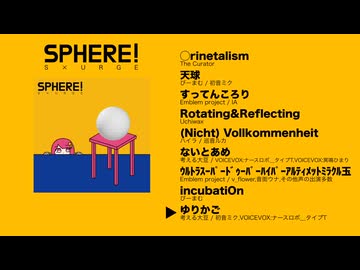 SPHERE!
S×URGE
SPHERE!
S×URGE
◯rinetalism
The Curator
天球
ぴーまむ / 初音ミク
すってんころり
Emblem project / IA
Rotating&Reflecting
Uchiwax
(Nicht) Vollkommenheit
ハイラ / 巡音ルカ
ないとあめ
考える大豆 / VOICEVOX:ナースロボ＿タイプT,VOICEVOX:冥鳴ひまり
ｳﾙﾄﾗｽｰﾊﾟｰﾄﾞｩｰﾊﾞｰﾊｲﾊﾟｰｱﾙﾃｨﾒｯﾄミラクル玉
Emblem project / v_flower,音街ウナ,その他声の出演多数
incubatiOn
ぴーまむ
ゆりかご
考える大豆 / 初音ミク,VOICEVOX:ナースロボ＿タイプT